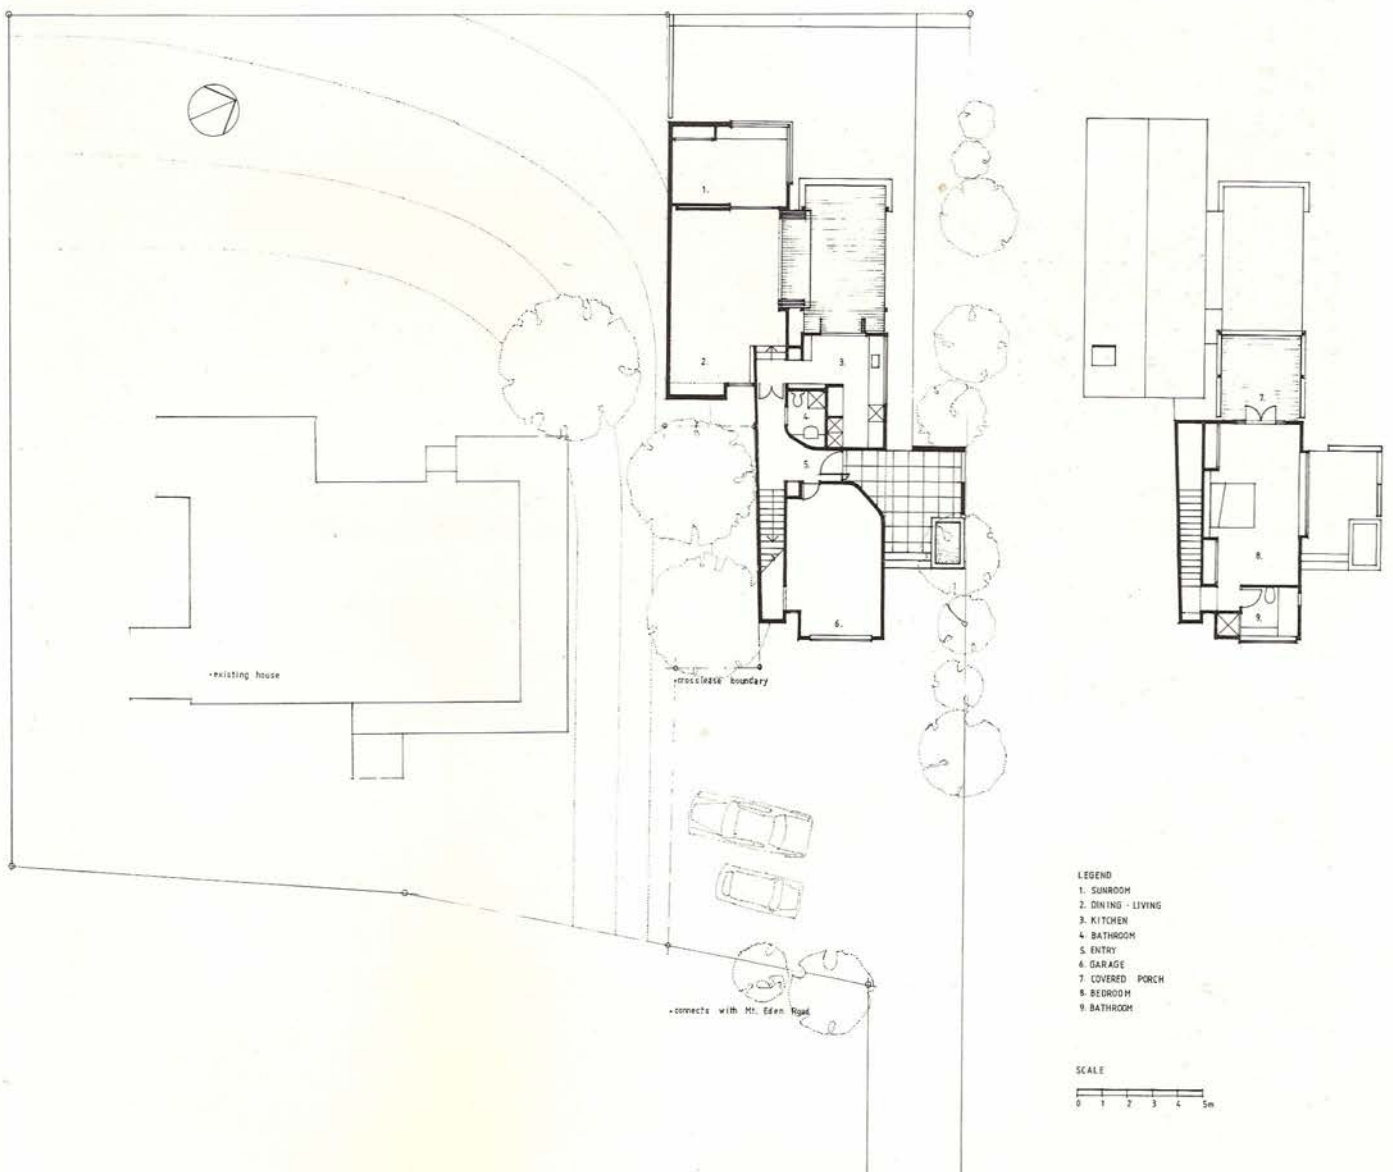 1.
2.
3.
4.
5.
6.
7.
8.
9.
•existing house
•crosslease boundary
•connects with Mt. Eden Road
LEGEND
1. SUNROOM
2. DINING - LIVING
3. KITCHEN
4. BATHROOM
5. ENTRY
6. GARAGE
7. COVERED PORCH
8. BEDROOM
9. BATHROOM
SCALE
0 1 2 3 4 5m